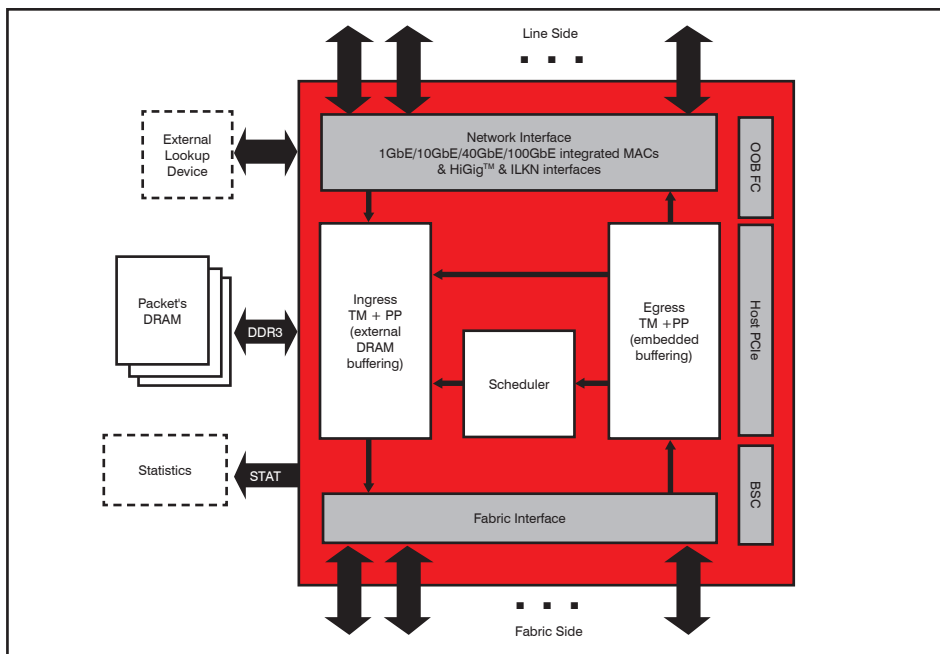 Line Side
Network Interface
1GbE/10GbE/40GbE/100GbE integrated MACs
& HiGig™ & ILKN interfaces
OOB FC
External
Lookup
Device
Packet's
DRAM
DDR3
Ingress
TM + PP
(external
DRAM
buffering)
Egress
TM +PP
(embedded
buffering)
Host PCIe
Scheduler
Statistics
STAT
BSC
Fabric Interface
Fabric Side